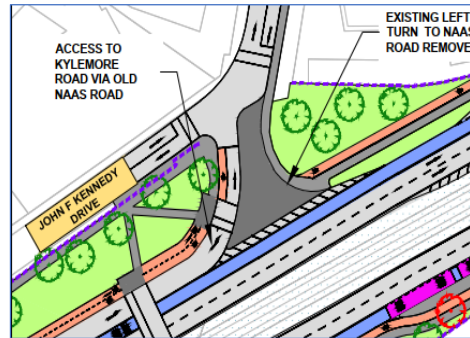 EXISTING LEFT
TURN TO NAAS
ROAD REMOVE
ACCESS TO
KYLEMORE
ROAD VIA OLD
NAAS ROAD
JOHN F KENNEDY
DRIVE